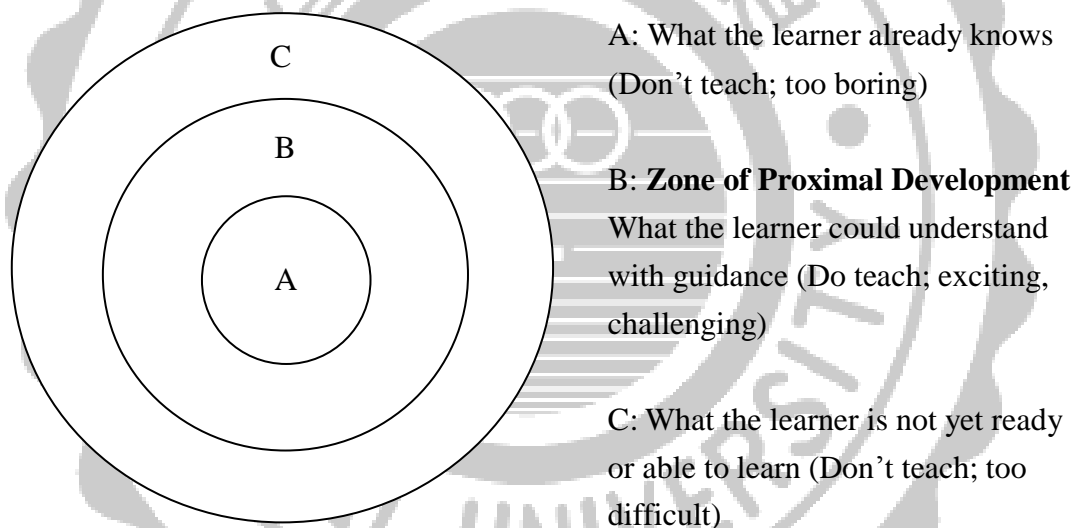 C
B
A
A: What the learner already knows
(Don’t teach; too boring)
B: Zone of Proximal Development
What the learner could understand
with guidance (Do teach; exciting,
challenging)
C: What the learner is not yet ready
or able to learn (Don’t teach; too
difficult)